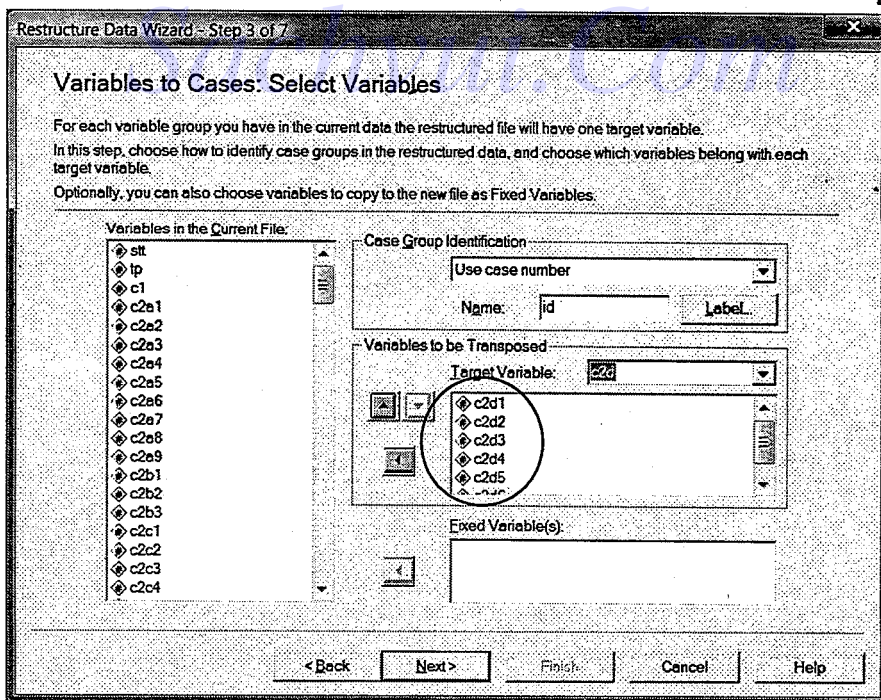 Sachvui.Com
Restructure Data Wizard - Step 3 of 7
Variables to Cases: Select Variables
For each variable group you have in the current data the restructured file will have one target variable.
In this step, choose how to identify case groups in the restructured data, and choose which variables belong with each
target variable.
Optionally, you can also choose variables to copy to the new file as Fixed Variables.
Variables in the Current File:
stt
tp
c1
c2a1
c2a2
c2a3
c2a4
c2a5
c2a6
c2a7
c2a8
c2a9
c2b1
c2b2
c2b3
c2c1
c2c2
c2c3
c2c4
Case Group Identification
Use case number
Name: id Label...
Variables to be Transposed
Target Variable: c2d
c2d1
c2d2
c2d3
c2d4
c2d5
Fixed Variable(s):
< Back Next > Finish Cancel Help